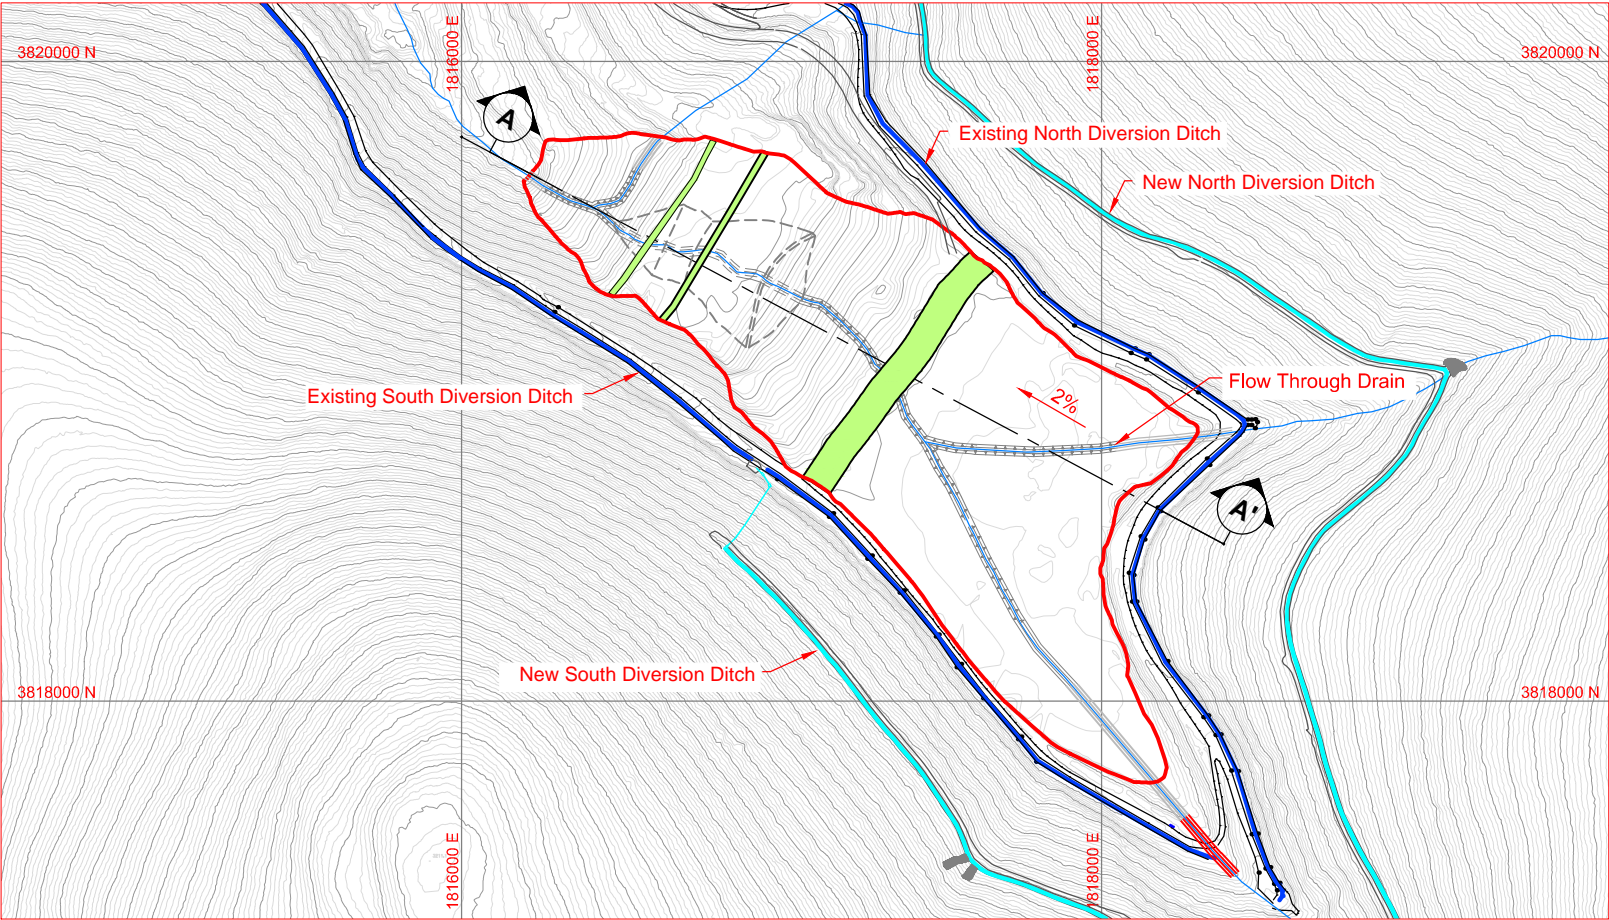 1816000 E
1818000 E
3820000 N
3820000 N
A
Existing North Diversion Ditch
New North Diversion Ditch
Existing South Diversion Ditch
2%
Flow Through Drain
A'
New South Diversion Ditch
3818000 N
3818000 N
1816000 E
1818000 E